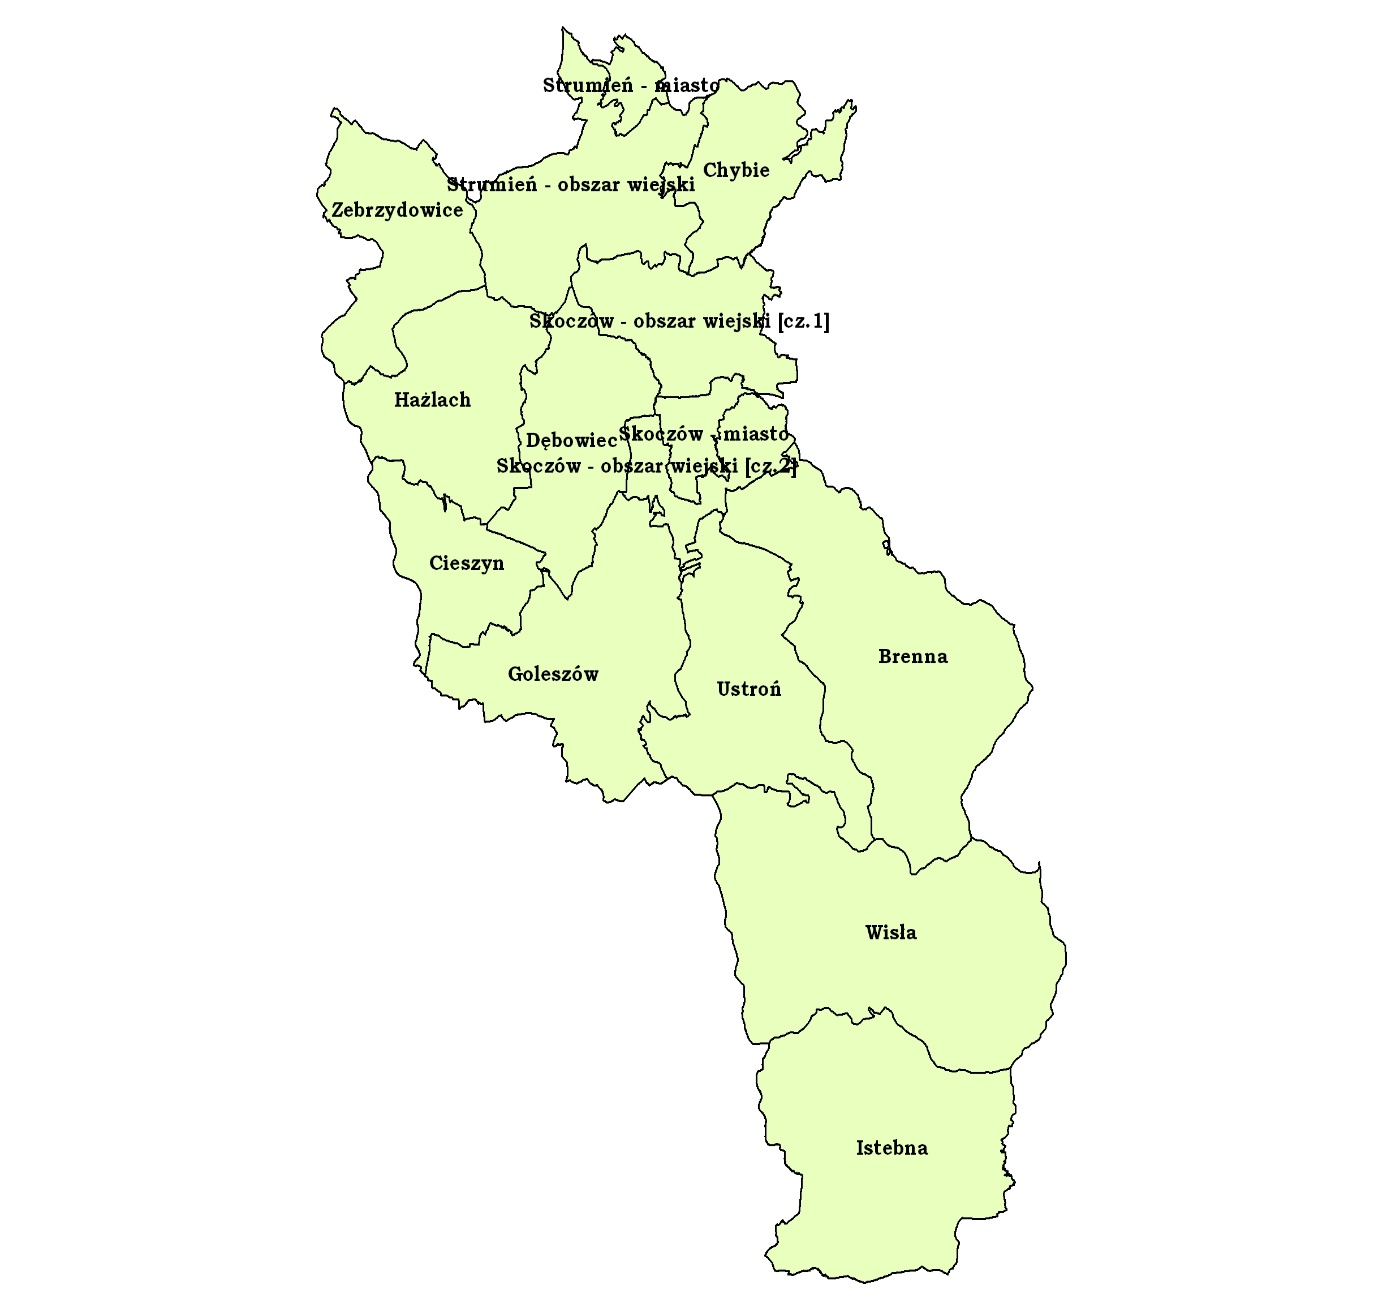 Strumień - miasto
Chybie
Strumień - obszar wiejski
Zebrzydowice
Skoczów - obszar wiejski [cz.1]
Hażlach
Skoczów - miasto
Dębowiec
Skoczów - obszar wiejski [cz.2]
Cieszyn
Brenna
Goleszów
Ustroń
Wisła
Istebna